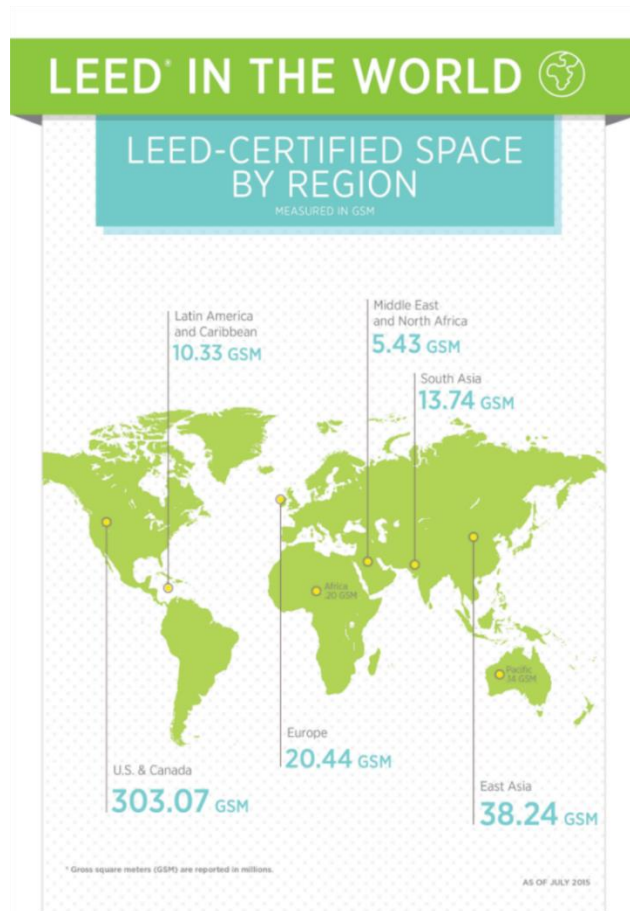 LEED® IN THE WORLD
LEED-CERTIFIED SPACE
BY REGION
MEASURED IN GSM
Latin America
and Caribbean
10.33 GSM
Middle East
and North Africa
5.43 GSM
South Asia
13.74 GSM
Africa
.20 GSM
Pacific
.14 GSM
Europe
20.44 GSM
U.S. & Canada
303.07 GSM
East Asia
38.24 GSM
* Gross square meters (GSM) are reported in millions.
AS OF JULY 2015